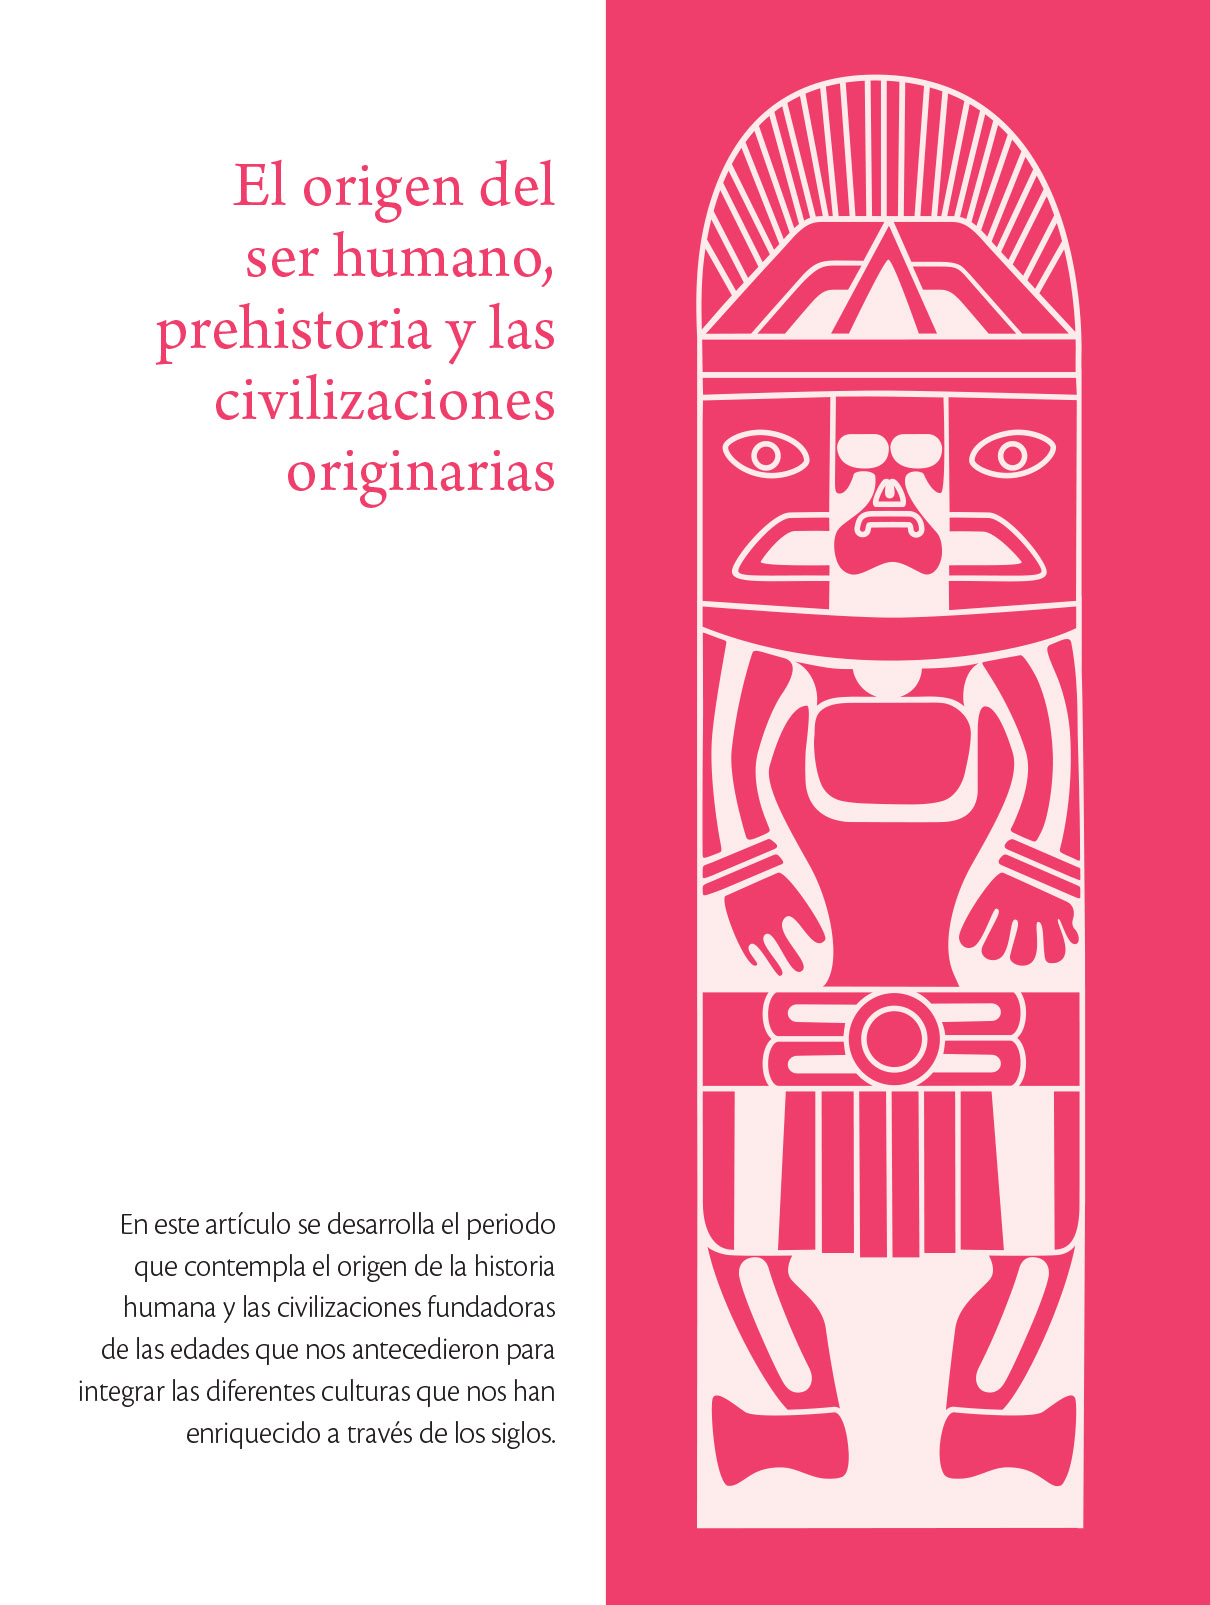 El origen del
ser humano,
prehistoria y las
civilizaciones
originarias
En este artículo se desarrolla el periodo
que contempla el origen de la historia
humana y las civilizaciones fundadoras
de las edades que nos antecedieron para
integrar las diferentes culturas que nos han
enriquecido a través de los siglos.